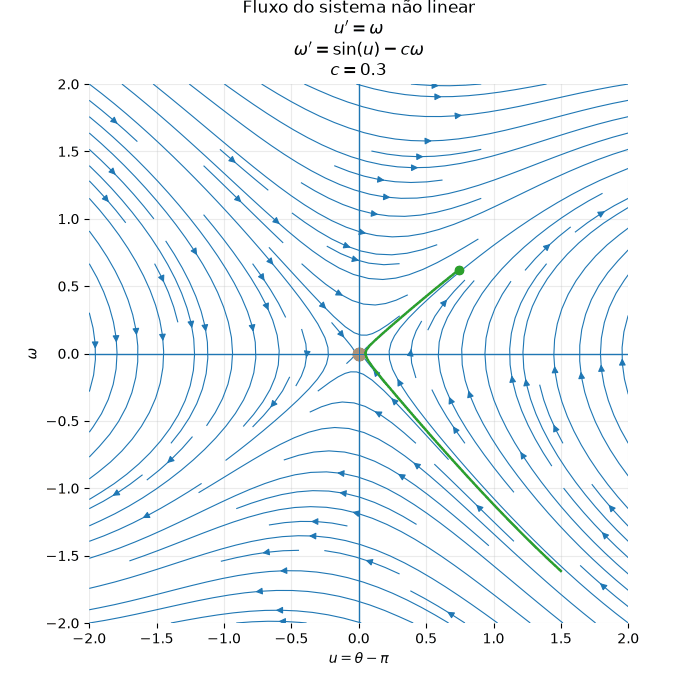 Fluxo do sistema não linear
u′ = ω
ω′ = sin(u) − cω
c = 0.3
2.0
1.5
1.0
0.5
0.0
−0.5
−1.0
−1.5
−2.0
ω
−2.0 −1.5 −1.0 −0.5 0.0 0.5 1.0 1.5 2.0
u = θ − π